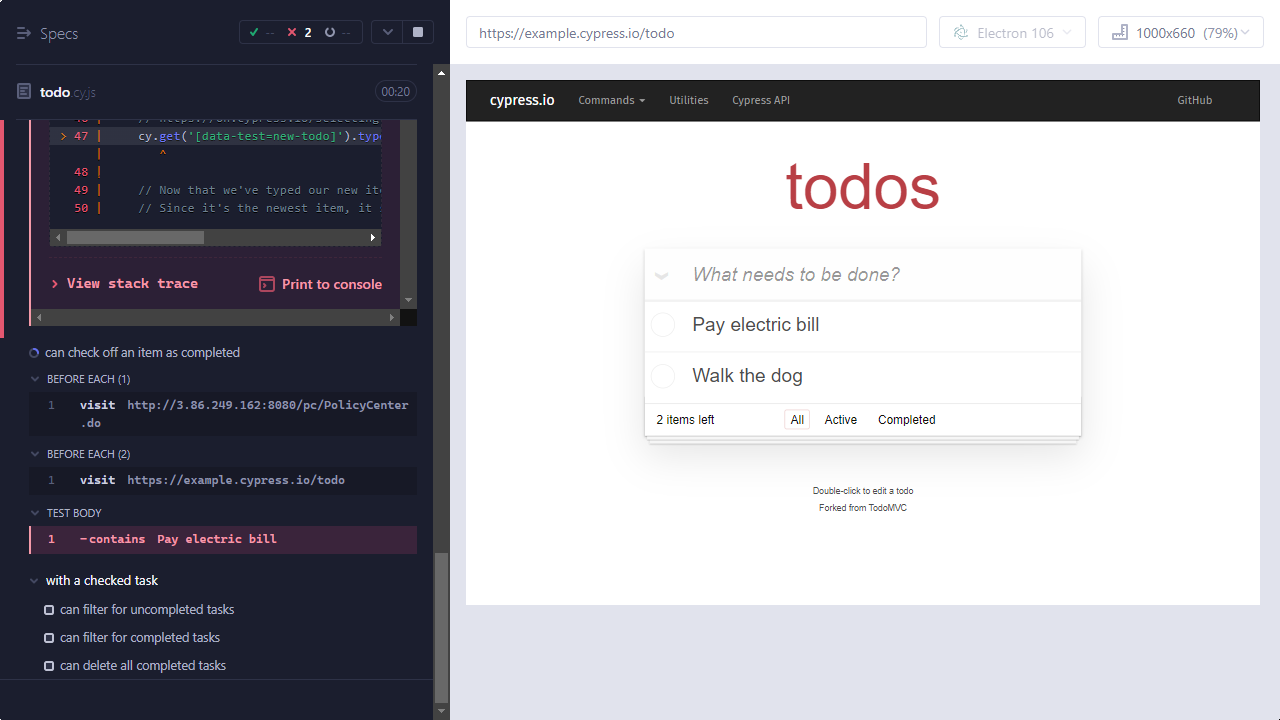 Specs
-- 2 --
todo.cy.js
00:20
> 47 | cy.get('[data-test=new-todo]').type
| ^
48 |
49 | // Now that we've typed our new ite
50 | // Since it's the newest item, it
View stack trace
Print to console
can check off an item as completed
BEFORE EACH (1)
1 visit http://3.86.249.162:8080/pc/PolicyCenter
.do
BEFORE EACH (2)
1 visit https://example.cypress.io/todo
TEST BODY
1 -contains Pay electric bill
with a checked task
can filter for uncompleted tasks
can filter for completed tasks
can delete all completed tasks
https://example.cypress.io/todo
Electron 106
1000x660 (79%)
cypress.io
Commands
Utilities
Cypress API
GitHub
todos
What needs to be done?
Pay electric bill
Walk the dog
2 items left
All
Active
Completed
Double-click to edit a todo
Forked from TodoMVC